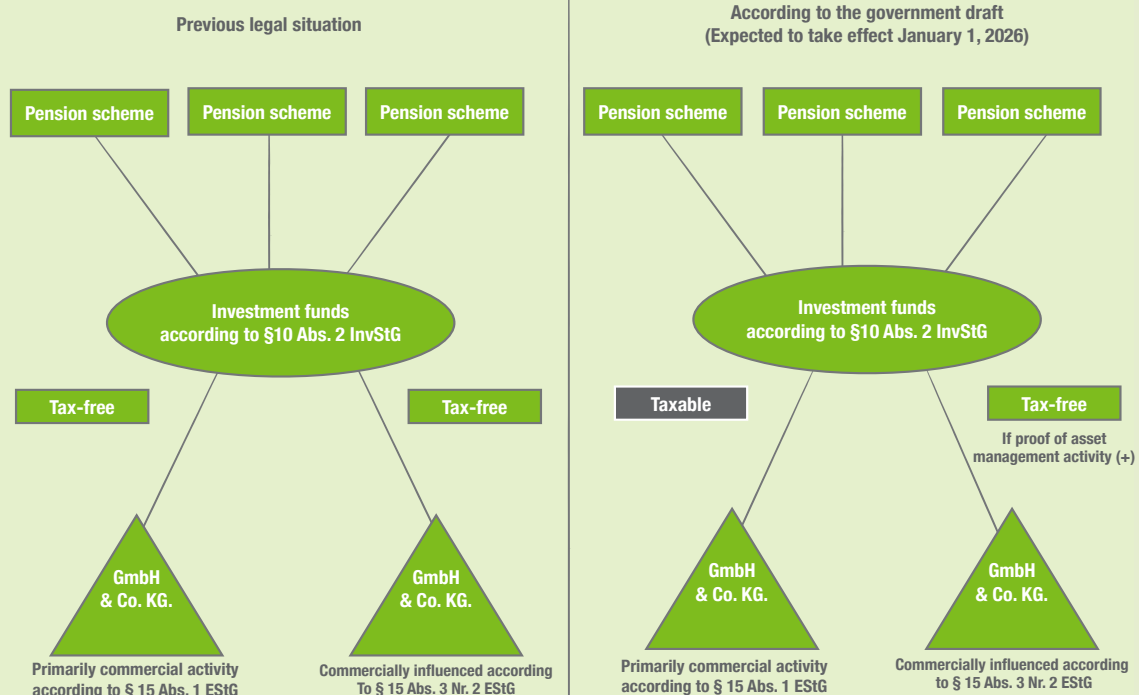 Previous legal situation
Pension scheme
Pension scheme
Pension scheme
Investment funds
according to §10 Abs. 2 InvStG
Tax-free
Tax-free
GmbH
& Co. KG.
GmbH
& Co. KG.
Primarily commercial activity
according to § 15 Abs. 1 EStG
Commercially influenced according
To § 15 Abs. 3 Nr. 2 EStG
According to the government draft
(Expected to take effect January 1, 2026)
Pension scheme
Pension scheme
Pension scheme
Investment funds
according to §10 Abs. 2 InvStG
Taxable
Tax-free
If proof of asset
management activity (+)
GmbH
& Co. KG.
GmbH
& Co. KG.
Primarily commercial activity
according to § 15 Abs. 1 EStG
Commercially influenced according
to § 15 Abs. 3 Nr. 2 EStG